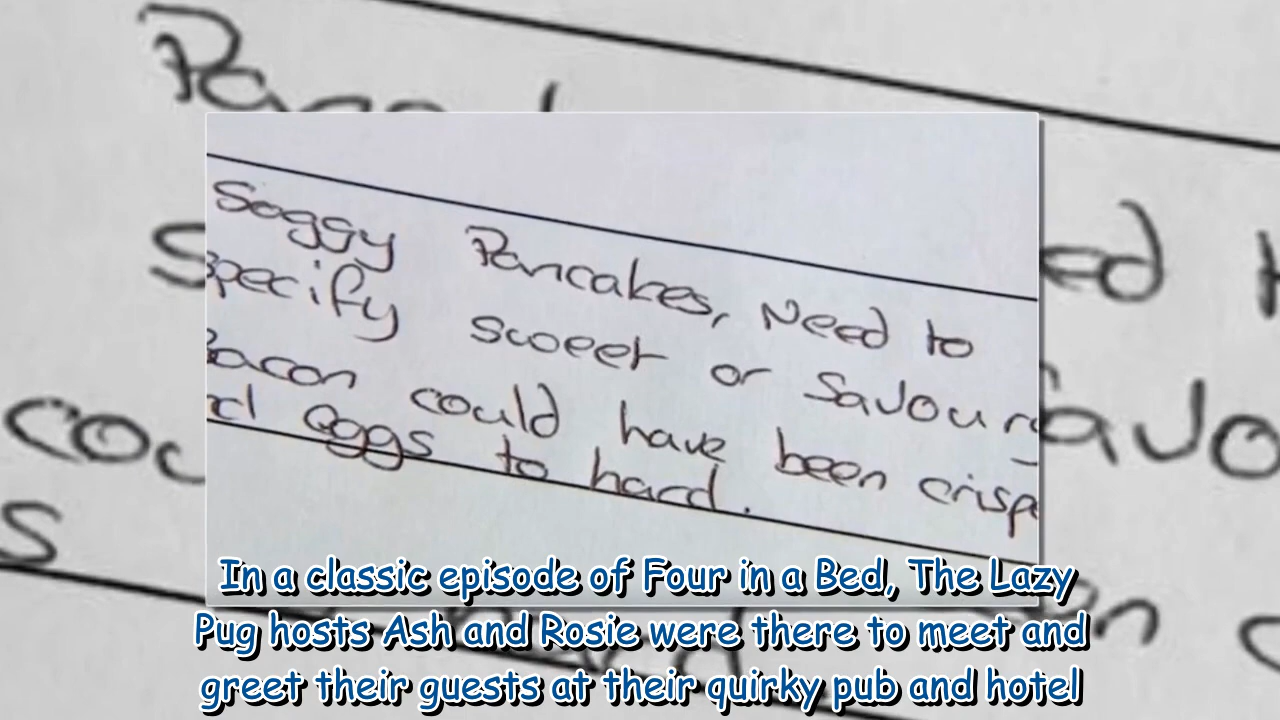 Soggy Pancakes, Need to
specify sweet or Savoury
Bacon could have been crisp
eggs to hard.
In a classic episode of Four in a Bed, The Lazy
Pug hosts Ash and Rosie were there to meet and
greet their guests at their quirky pub and hotel